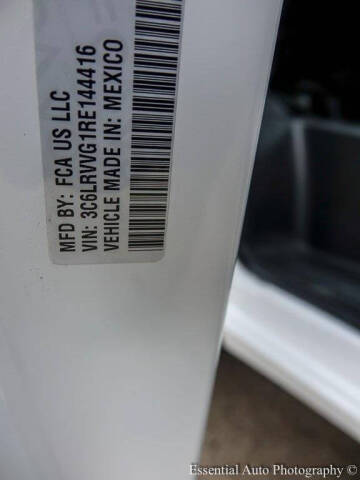 MFD BY: FCA US LLC
VIN: 3C6LRVVG1RE144416
VEHICLE MADE IN: MEXICO
Essential Auto Photography ©